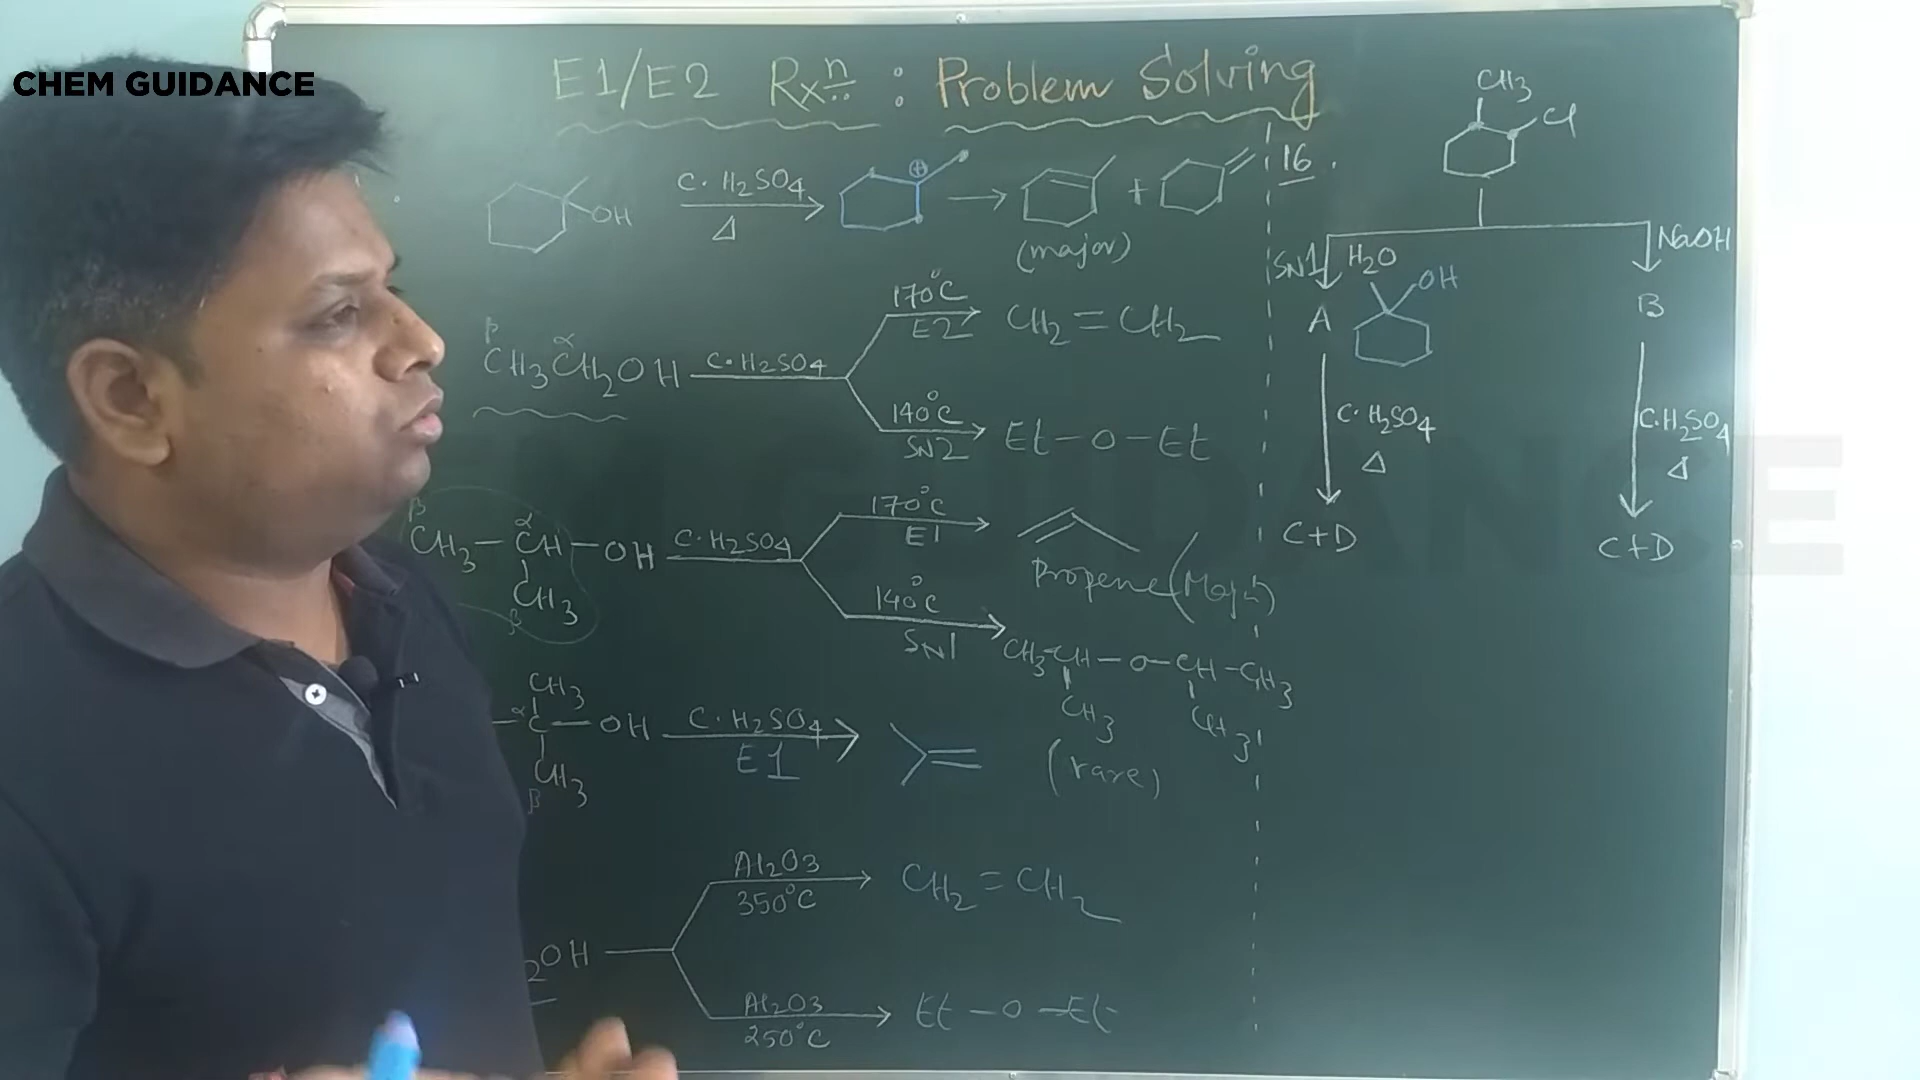 CHEM GUIDANCE
E1/E2 Rxn : Problem Solving
OH
C. H2SO4
Δ
⊕
+
(major)
β α
CH3CH2OH
C. H2SO4
170°C
E2
CH2=CH2
140°C
SN2
Et-O-Et
β α
CH3-CH-OH
CH3
β
C. H2SO4
170°C
E1
Propene (Major)
140°C
SN1
CH3-CH-O-CH-CH3
CH3 CH3
CH3
α
-C-OH
CH3
β
C. H2SO4
E1
(rare)
2OH
Al2O3
350°C
CH2=CH2
Al2O3
250°C
Et-O-Et
16.
CH3
Cl
SN1 H2O
NaOH
A
OH
B
C. H2SO4
Δ
C.H2SO4
Δ
C+D
C+D